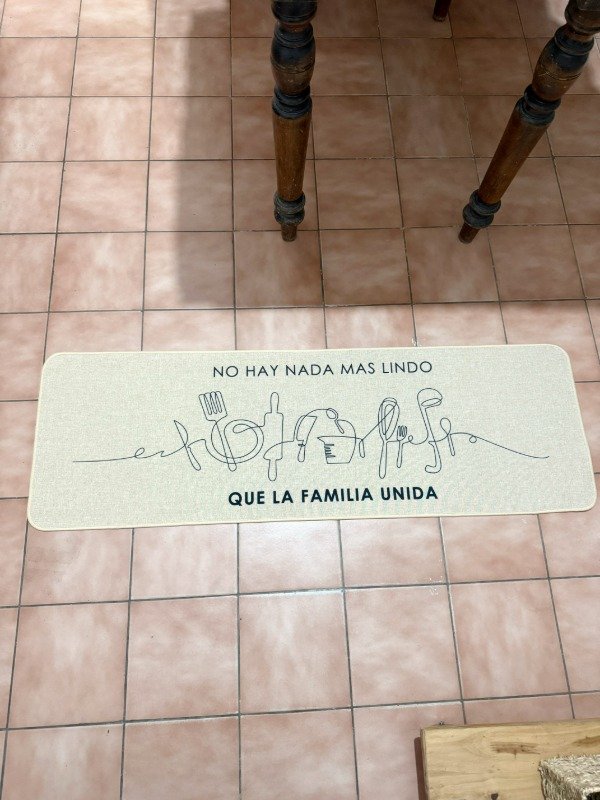 NO HAY NADA MAS LINDO
QUE LA FAMILIA UNIDA